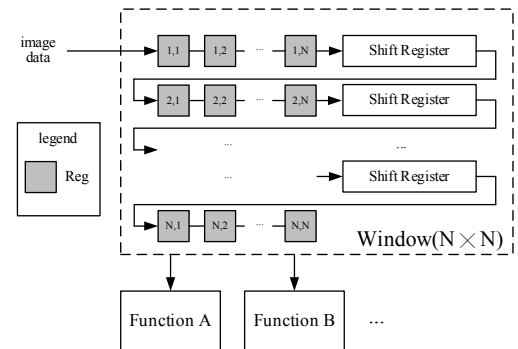 image data
1,1 1,2 ... 1,N Shift Register
2,1 2,2 ... 2,N Shift Register
... ...
legend
Reg
... Shift Register
N,1 N,2 ... N,N
Window(N × N)
Function A Function B ...